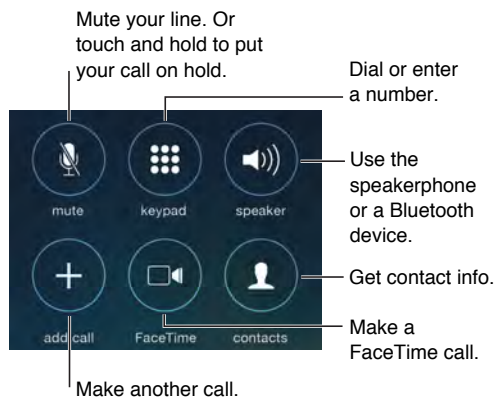 Mute your line. Or
touch and hold to put
your call on hold.
Dial or enter
a number.
Use the
speakerphone
or a Bluetooth
device.
Get contact info.
Make a
FaceTime call.
Make another call.
mute
keypad
speaker
add call
FaceTime
contacts